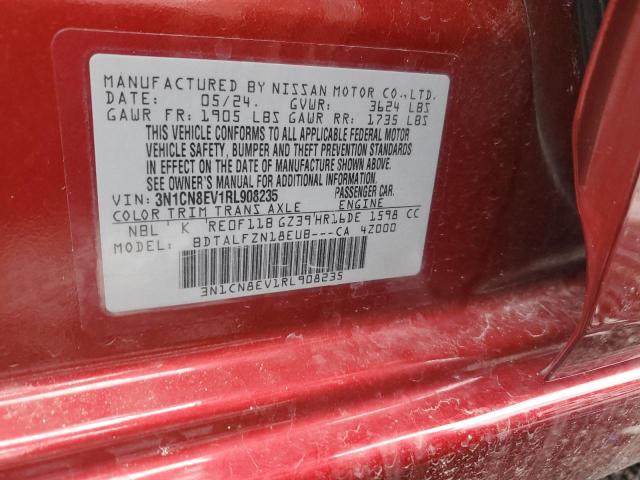 MANUFACTURED BY NISSAN MOTOR CO.,LTD.
DATE: 05/24. GVWR: 3624 LBS
GAWR FR: 1905 LBS GAWR RR: 1735 LBS
THIS VEHICLE CONFORMS TO ALL APPLICABLE FEDERAL MOTOR
VEHICLE SAFETY, BUMPER AND THEFT PREVENTION STANDARDS
IN EFFECT ON THE DATE OF MANUFACTURE SHOWN ABOVE.
SEE OWNER'S MANUAL FOR ADDITIONAL INFORMATION.
VIN: 3N1CN8EV1RL908235 PASSENGER CAR.
COLOR TRIM TRANS AXLE ENGINE
NBL K RE0F11B GZ39 HR16DE 1598 CC
MODEL: BDTALFZN18EUB---CA 4Z000
3N1CN8EV1RL908235